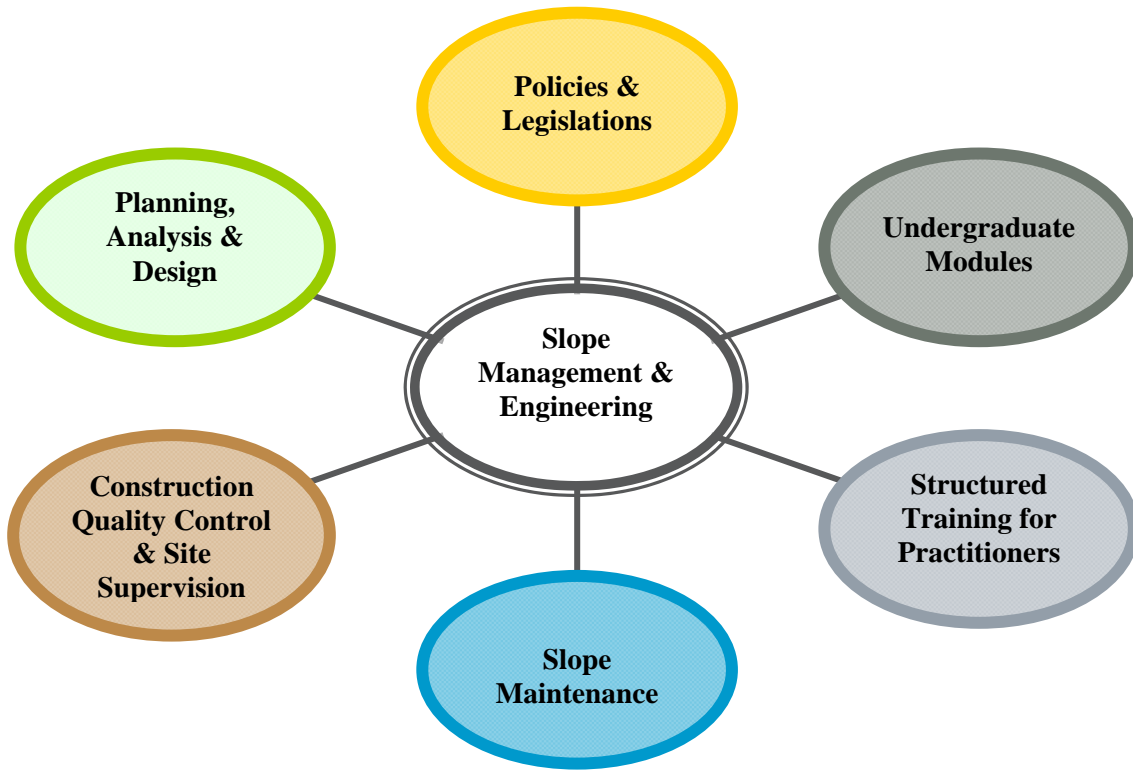 Policies &
Legislations
Planning,
Analysis &
Design
Undergraduate
Modules
Slope
Management &
Engineering
Construction
Quality Control
& Site
Supervision
Structured
Training for
Practitioners
Slope
Maintenance